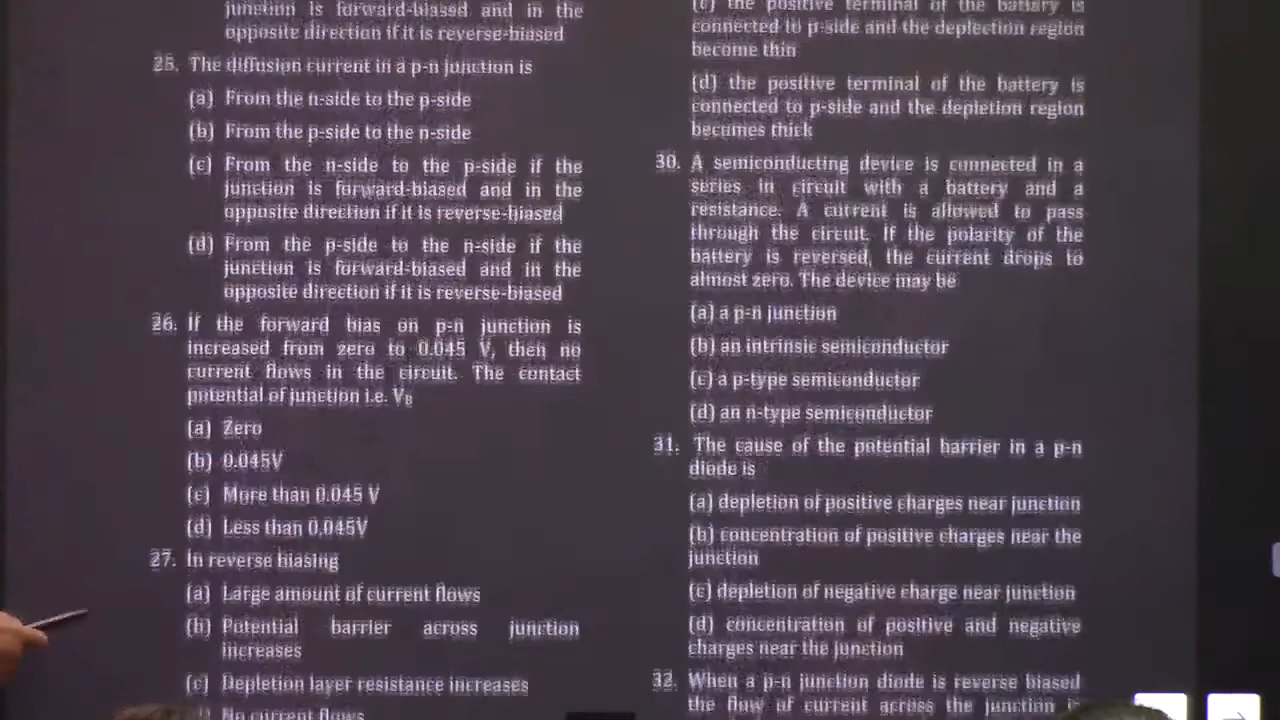 junction is forward-biased and in the
opposite direction if it is reverse-biased
25. The diffusion current in a p-n junction is
(a) From the n-side to the p-side
(b) From the p-side to the n-side
(c) From the n-side to the p-side if the
junction is forward-biased and in the
opposite direction if it is reverse-biased
(d) From the p-side to the n-side if the
junction is forward-biased and in the
opposite direction if it is reverse-biased
26. If the forward bias on p-n junction is
increased from zero to 0.045 V, then no
current flows in the circuit. The contact
potential of junction i.e. VB
(a) Zero
(b) 0.045V
(c) More than 0.045 V
(d) Less than 0.045V
27. In reverse biasing
(a) Large amount of current flows
(b) Potential barrier across junction
increases
(c) Depletion layer resistance increases
No current flows
(c) the positive terminal of the battery is
connected to p-side and the deplection region
become thin
(d) the positive terminal of the battery is
connected to p-side and the depletion region
becomes thick
30. A semiconducting device is connected in a
series in circuit with a battery and a
resistance. A current is allowed to pass
through the circuit. If the polarity of the
battery is reversed, the current drops to
almost zero. The device may be
(a) a p-n junction
(b) an intrinsic semiconductor
(c) a p-type semiconductor
(d) an n-type semiconductor
31. The cause of the potential barrier in a p-n
diode is
(a) depletion of positive charges near junction
(b) concentration of positive charges near the
junction
(c) depletion of negative charge near junction
(d) concentration of positive and negative
charges near the junction
32. When a p-n junction diode is reverse biased
the flow of current across the junction is